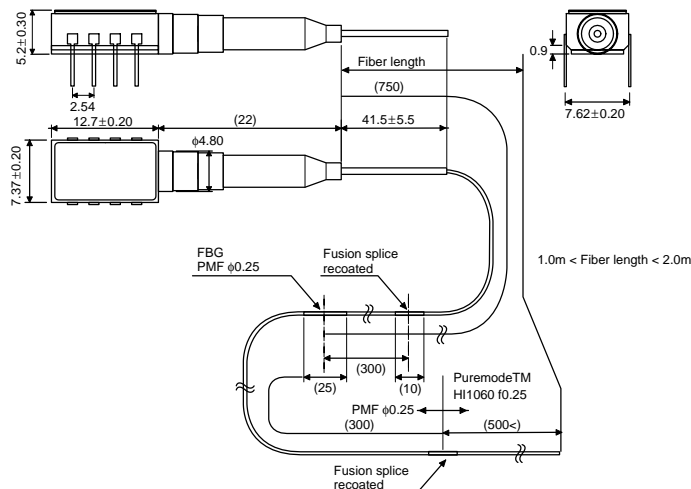 5.2±0.30
2.54
12.7±0.20
(22)
Fiber length
(750)
41.5±5.5
0.9
7.62±0.20
7.37±0.20
ϕ4.80
FBG
PMF ϕ0.25
Fusion splice
recoated
1.0m < Fiber length < 2.0m
(300)
(25)
(10)
PuremodeTM
HI1060 f0.25
PMF ϕ0.25
(300)
(500<)
Fusion splice
recoated